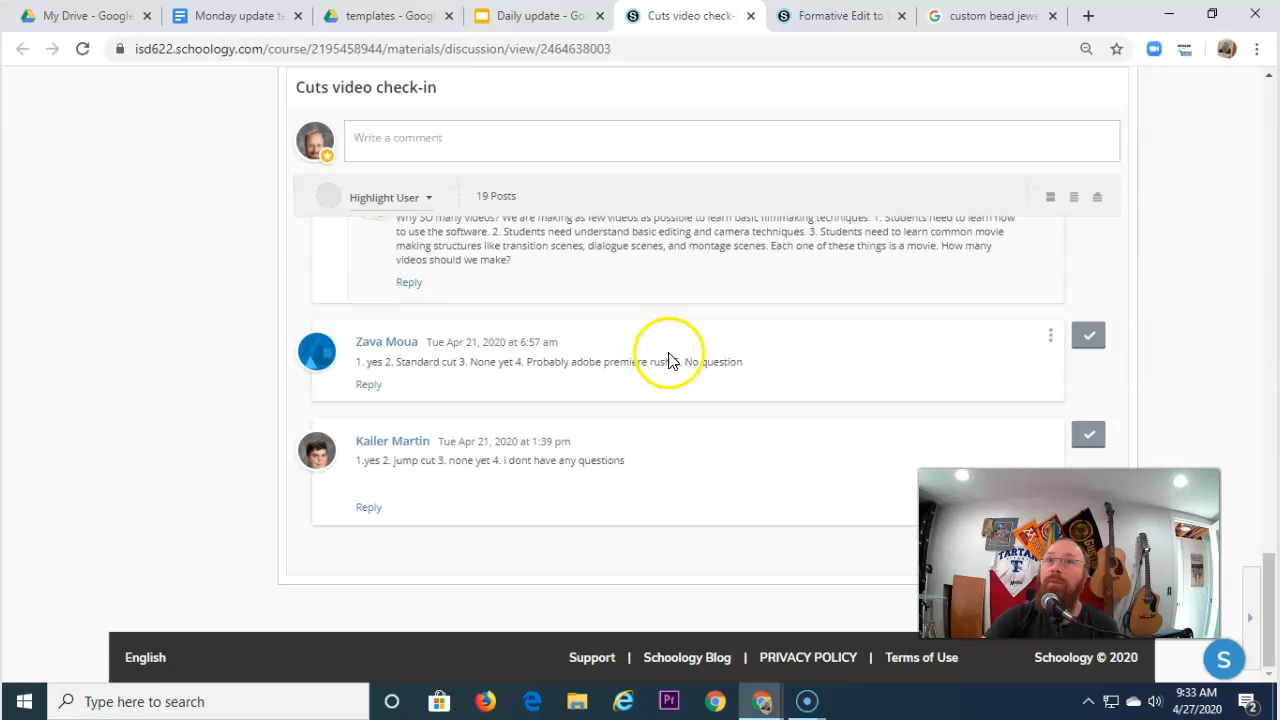 My Drive - Google
Monday update te
templates - Goog
Daily update - Go
Cuts video check-
Formative Edit to
custom bead jewe
isd622.schoology.com/course/2195458944/materials/discussion/view/2464638003
Cuts video check-in
Write a comment
Highlight User
19 Posts
Why SO many videos? We are making as few videos as possible to learn basic filmmaking techniques. 1. Students need to learn how
to use the software. 2. Students need understand basic editing and camera techniques. 3. Students need to learn common movie
making structures like transition scenes, dialogue scenes, and montage scenes. Each one of these things is a movie. How many
videos should we make?
Reply
Zava Moua Tue Apr 21, 2020 at 6:57 am
1. yes 2. Standard cut 3. None yet 4. Probably adobe premiere No question
Reply
Kailer Martin Tue Apr 21, 2020 at 1:39 pm
1.yes 2. jump cut 3. none yet 4. i dont have any questions
Reply
TARTA
T
S
English
Support | Schoology Blog | PRIVACY POLICY | Terms of Use
Schoology © 2020
Type here to search
Pr
9:33 AM
4/27/2020
2